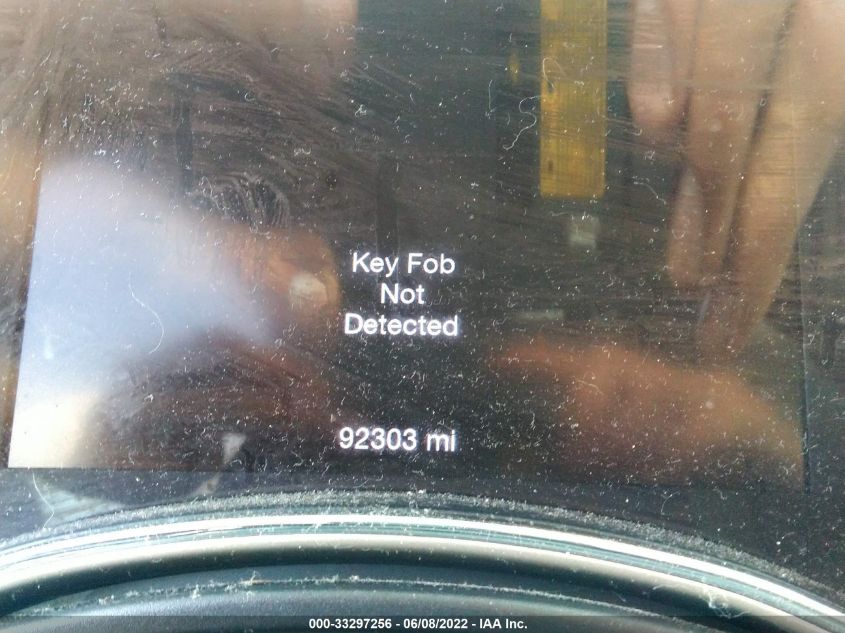 Key Fob
Not
Detected
92303 mi
000-33297256 - 06/08/2022 - IAA Inc.